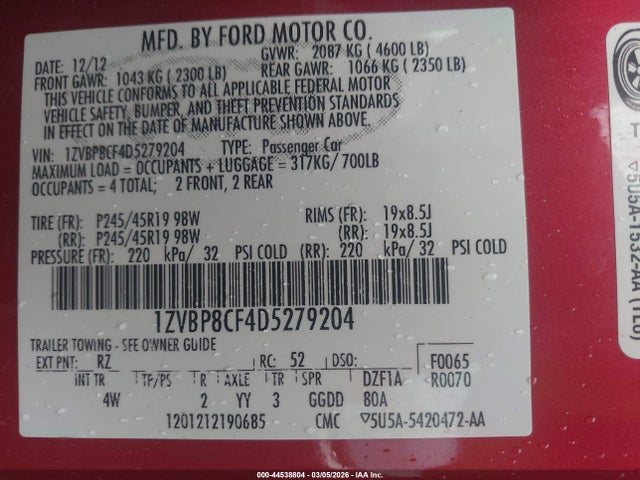 MFD. BY FORD MOTOR CO.
DATE: 12/12 GVWR: 2087 KG ( 4600 LB)
FRONT GAWR: 1043 KG ( 2300 LB) REAR GAWR: 1066 KG ( 2350 LB)
THIS VEHICLE CONFORMS TO ALL APPLICABLE FEDERAL MOTOR
VEHICLE SAFETY, BUMPER, AND THEFT PREVENTION STANDARDS
IN EFFECT ON THE DATE OF MANUFACTURE SHOWN ABOVE.
VIN: 1ZVBP8CF4D5279204 TYPE: Passenger Car
MAXIMUM LOAD = OCCUPANTS + LUGGAGE = 317KG/ 700LB
OCCUPANTS = 4 TOTAL; 2 FRONT, 2 REAR
TIRE (FR): P245/45R19 98W RIMS (FR): 19x8.5J
(RR): P245/45R19 98W (RR): 19x8.5J
PRESSURE (FR): 220 kPa/ 32 PSI COLD (RR): 220 kPa/ 32 PSI COLD
1ZVBP8CF4D5279204
TRAILER TOWING - SEE OWNER GUIDE
EXT PNT: RZ RC: 52 DSO: F0065
INT TR TP/PS R AXLE TR SPR DZF1A R0070
4W 2 YY 3 GGDD 80A
1201212190685 CMC ▽5U5A-5420472-AA
▽5U5A-1532-AA (TLU)
000-44538804 - 03/05/2026 - IAA Inc.